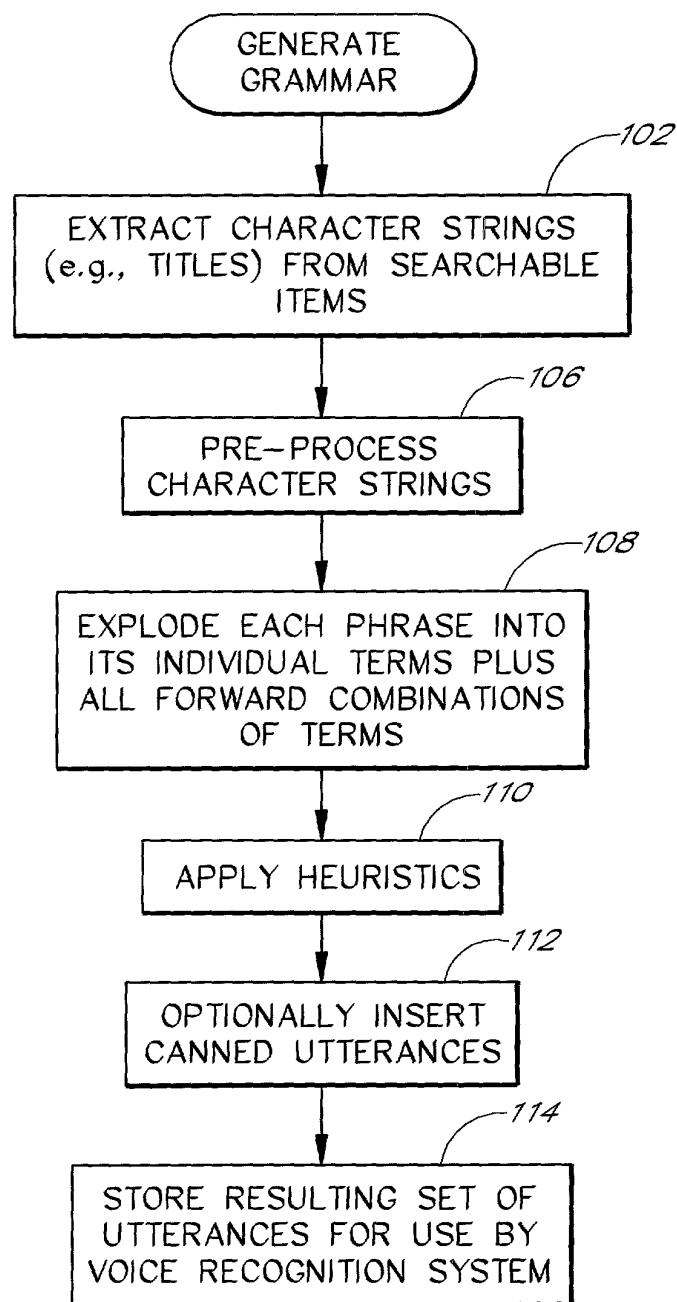 GENERATE
GRAMMAR
102
EXTRACT CHARACTER STRINGS
(e.g., TITLES) FROM SEARCHABLE
ITEMS
106
PRE-PROCESS
CHARACTER STRINGS
108
EXPLODE EACH PHRASE INTO
ITS INDIVIDUAL TERMS PLUS
ALL FORWARD COMBINATIONS
OF TERMS
110
APPLY HEURISTICS
112
OPTIONALLY INSERT
CANNED UTTERANCES
114
STORE RESULTING SET OF
UTTERANCES FOR USE BY
VOICE RECOGNITION SYSTEM